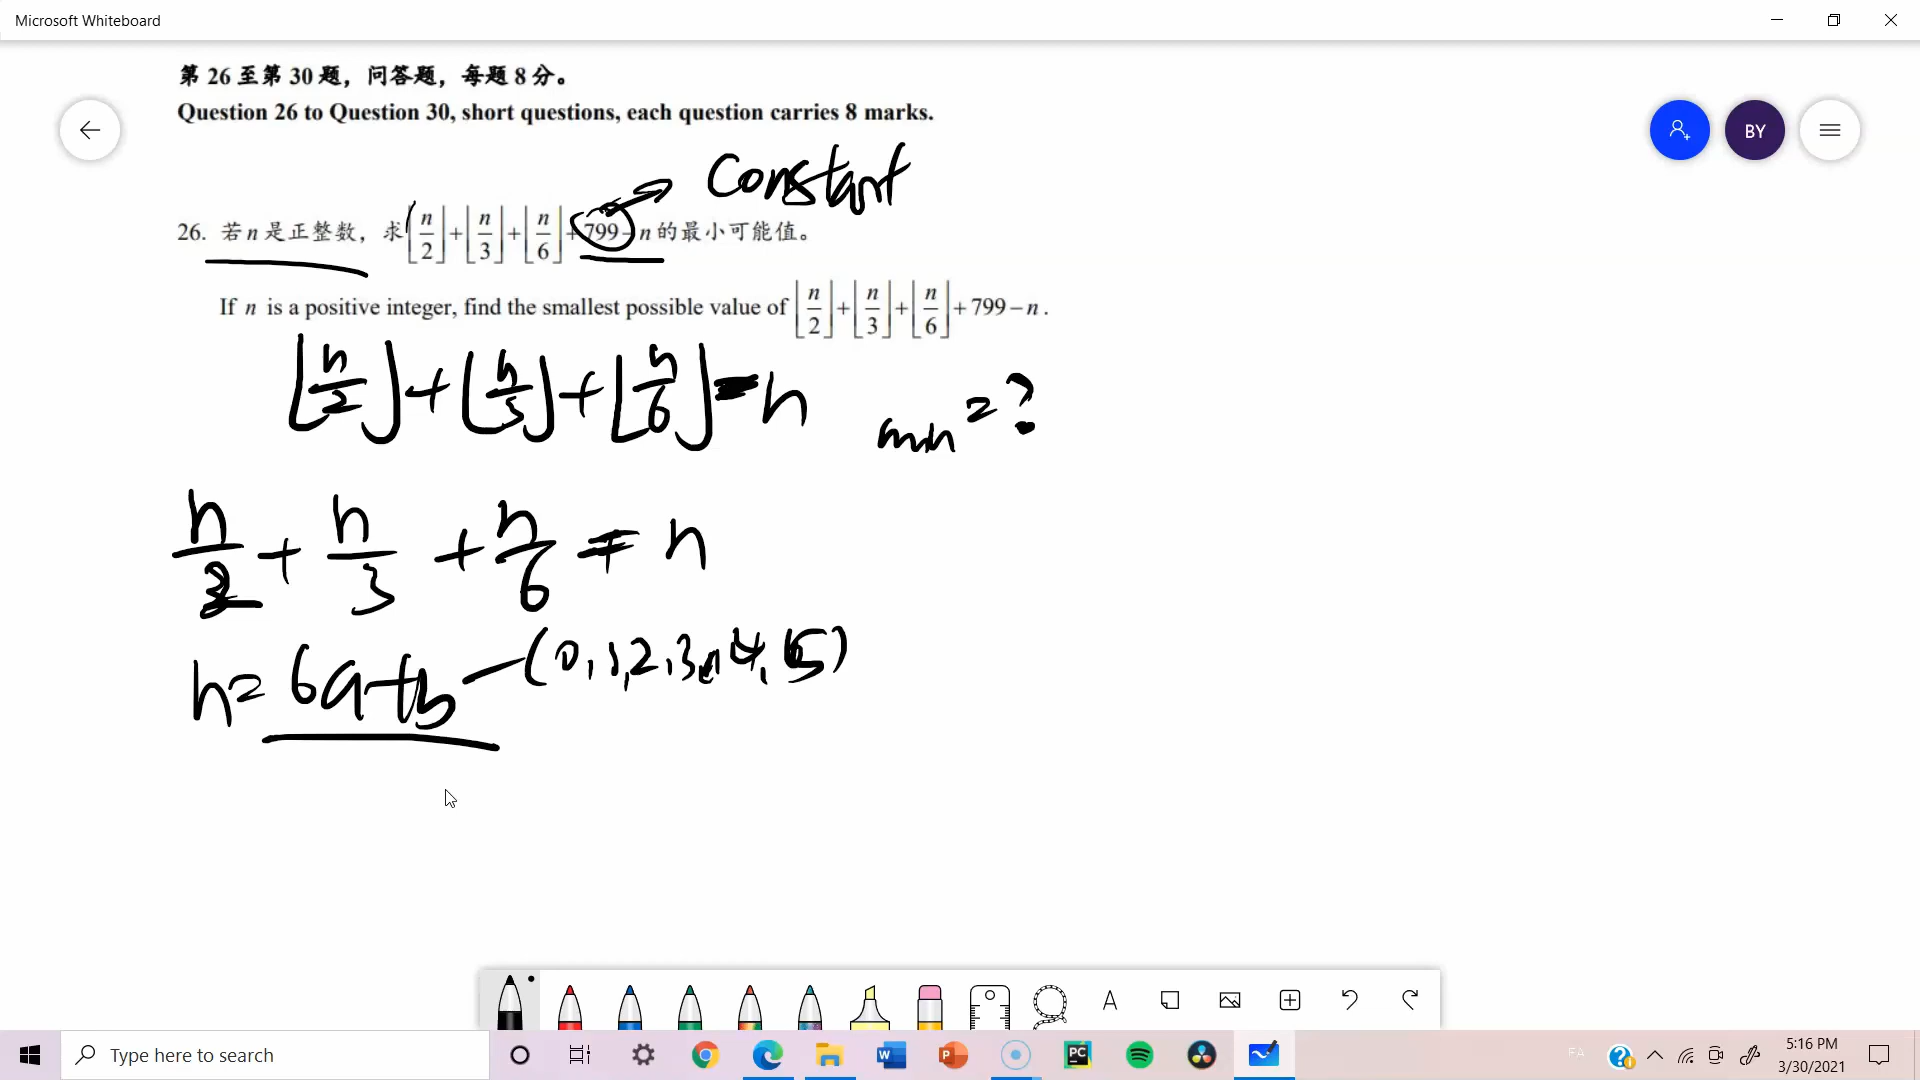 Microsoft Whiteboard
第 26 至第 30 题，问答题，每题 8 分。
Question 26 to Question 30, short questions, each question carries 8 marks.
BY
Constant
26. 若 n 是正整数，求 ⌊n/2⌋ + ⌊n/3⌋ + ⌊n/6⌋ + 799 − n 的最小可能值。
If n is a positive integer, find the smallest possible value of ⌊n/2⌋ + ⌊n/3⌋ + ⌊n/6⌋ + 799 − n .
⌊n/2⌋ + ⌊n/3⌋ + ⌊n/6⌋ − n min = ?
n/2 + n/3 + n/6 = n
n = 6a + b − (0, 1, 2, 3, 4, 5)
A
Type here to search
5:16 PM
3/30/2021